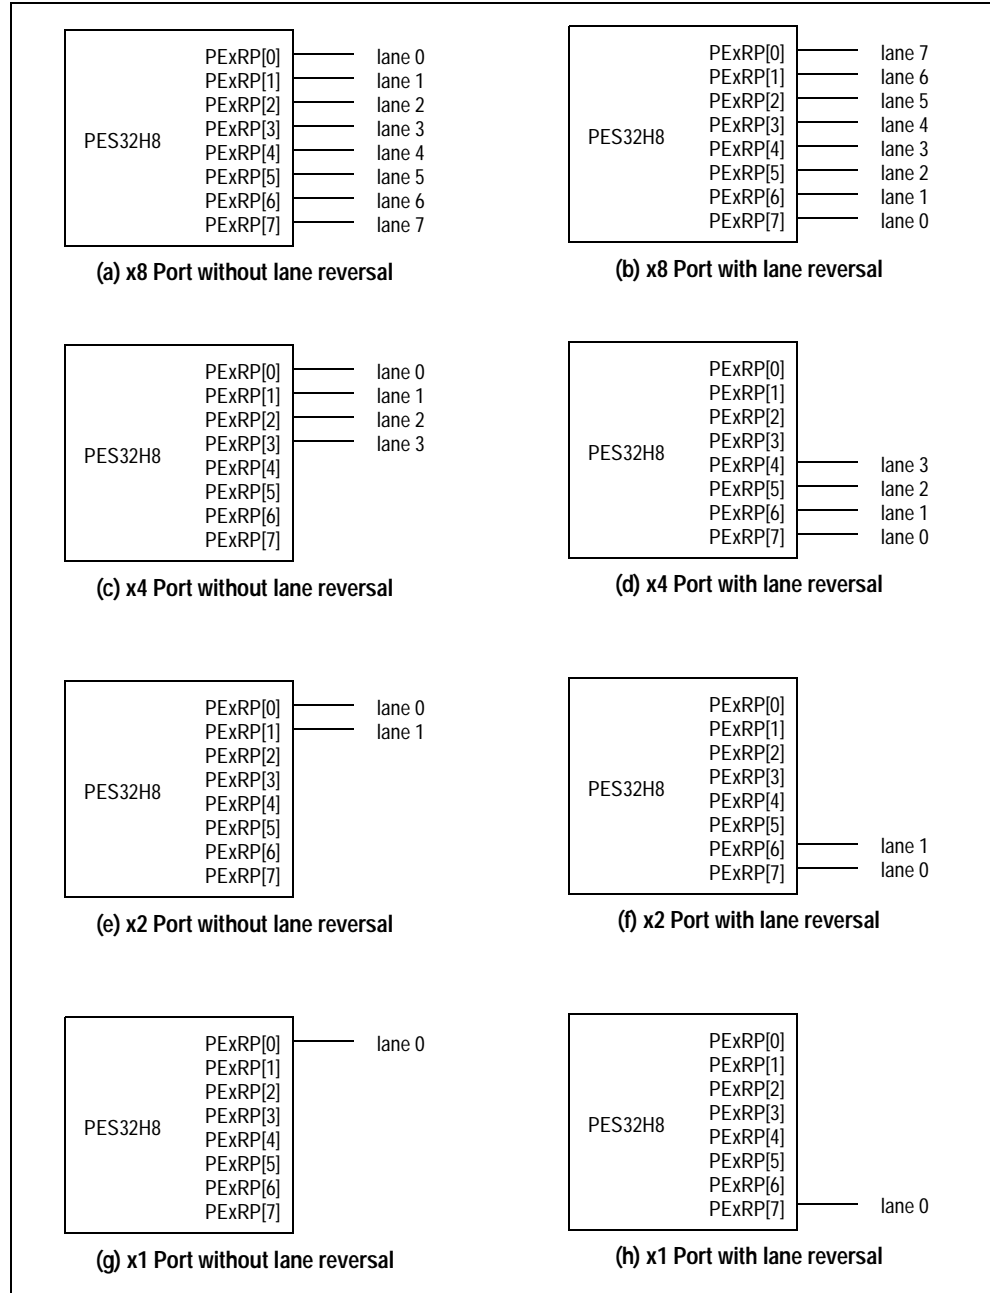 PExRP[0] lane 0
PExRP[1] lane 1
PExRP[2] lane 2
PExRP[3] lane 3
PES32H8
PExRP[4] lane 4
PExRP[5] lane 5
PExRP[6] lane 6
PExRP[7] lane 7
(a) x8 Port without lane reversal
PExRP[0] lane 7
PExRP[1] lane 6
PExRP[2] lane 5
PExRP[3] lane 4
PES32H8
PExRP[4] lane 3
PExRP[5] lane 2
PExRP[6] lane 1
PExRP[7] lane 0
(b) x8 Port with lane reversal
PExRP[0] lane 0
PExRP[1] lane 1
PExRP[2] lane 2
PExRP[3] lane 3
PES32H8
PExRP[4]
PExRP[5]
PExRP[6]
PExRP[7]
(c) x4 Port without lane reversal
PExRP[0]
PExRP[1]
PExRP[2]
PExRP[3]
PES32H8
PExRP[4] lane 3
PExRP[5] lane 2
PExRP[6] lane 1
PExRP[7] lane 0
(d) x4 Port with lane reversal
PExRP[0] lane 0
PExRP[1] lane 1
PExRP[2]
PExRP[3]
PES32H8
PExRP[4]
PExRP[5]
PExRP[6]
PExRP[7]
(e) x2 Port without lane reversal
PExRP[0]
PExRP[1]
PExRP[2]
PExRP[3]
PES32H8
PExRP[4]
PExRP[5]
PExRP[6] lane 1
PExRP[7] lane 0
(f) x2 Port with lane reversal
PExRP[0] lane 0
PExRP[1]
PExRP[2]
PExRP[3]
PES32H8
PExRP[4]
PExRP[5]
PExRP[6]
PExRP[7]
(g) x1 Port without lane reversal
PExRP[0]
PExRP[1]
PExRP[2]
PExRP[3]
PES32H8
PExRP[4]
PExRP[5]
PExRP[6]
PExRP[7] lane 0
(h) x1 Port with lane reversal